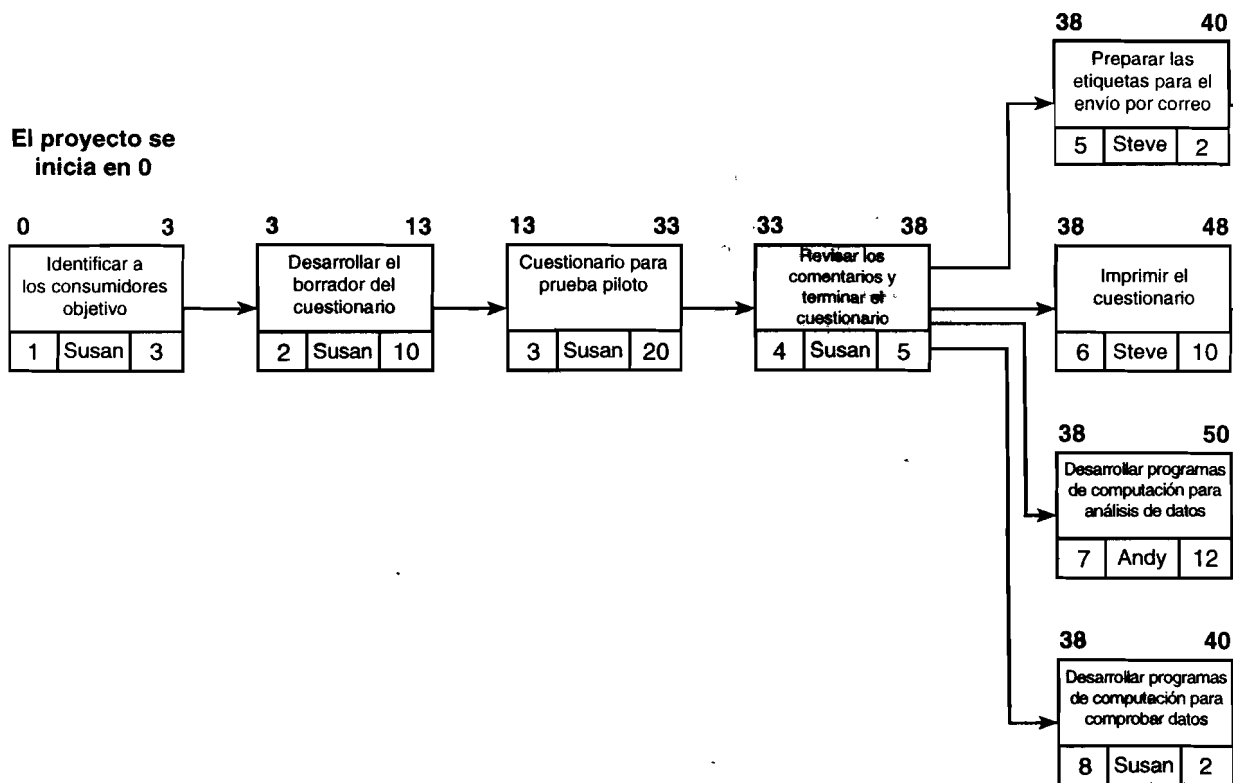 El proyecto se
inicia en 0
0 3
Identificar a
los consumidores
objetivo
1 Susan 3
3 13
Desarrollar el
borrador del
cuestionario
2 Susan 10
13 33
Cuestionario para
prueba piloto
3 Susan 20
33 38
Revisar los
comentarios y
terminar el
cuestionario
4 Susan 5
38 40
Preparar las
etiquetas para el
envío por correo
5 Steve 2
38 48
Imprimir el
cuestionario
6 Steve 10
38 50
Desarrollar programas
de computación para
análisis de datos
7 Andy 12
38 40
Desarrollar programas
de computación para
comprobar datos
8 Susan 2